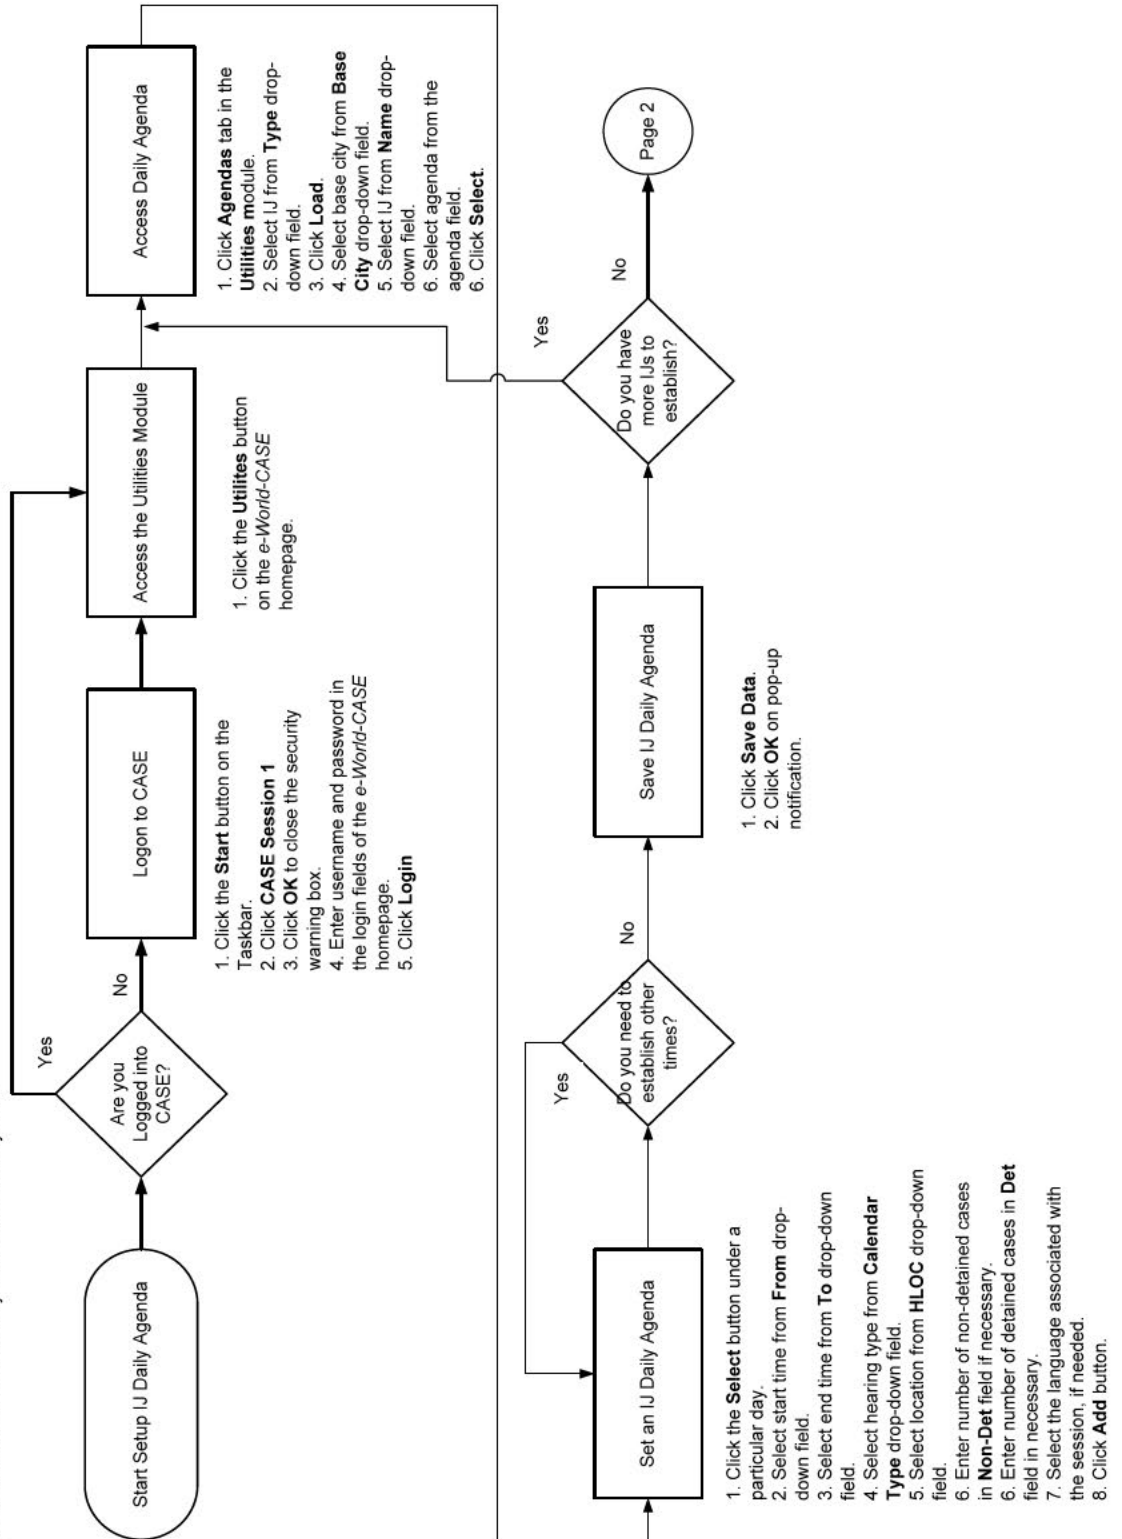 Start Setup IJ Daily Agenda
Are you
Logged into
CASE?
Yes
No
Logon to CASE
1. Click the Start button on the
Taskbar.
2. Click CASE Session 1
3. Click OK to close the security
warning box.
4. Enter username and password in
the login fields of the e-World-CASE
homepage.
5. Click Login
Access the Utilities Module
1. Click the Utilites button
on the e-World-CASE
homepage.
Access Daily Agenda
1. Click Agendas tab in the
Utilities module.
2. Select IJ from Type drop-
down field.
3. Click Load.
4. Select base city from Base
City drop-down field.
5. Select IJ from Name drop-
down field.
6. Select agenda from the
agenda field.
6. Click Select.
Set an IJ Daily Agenda
1. Click the Select button under a
particular day.
2. Select start time from From drop-
down field.
3. Select end time from To drop-down
field.
4. Select hearing type from Calendar
Type drop-down field.
5. Select location from HLOC drop-down
field.
6. Enter number of non-detained cases
in Non-Det field if necessary.
6. Enter number of detained cases in Det
field in necessary.
7. Select the language associated with
the session, if needed.
8. Click Add button.
Yes
Do you need to
establish other
times?
No
Save IJ Daily Agenda
1. Click Save Data.
2. Click OK on pop-up
notification.
Do you have
more IJs to
establish?
Yes
No
Page 2